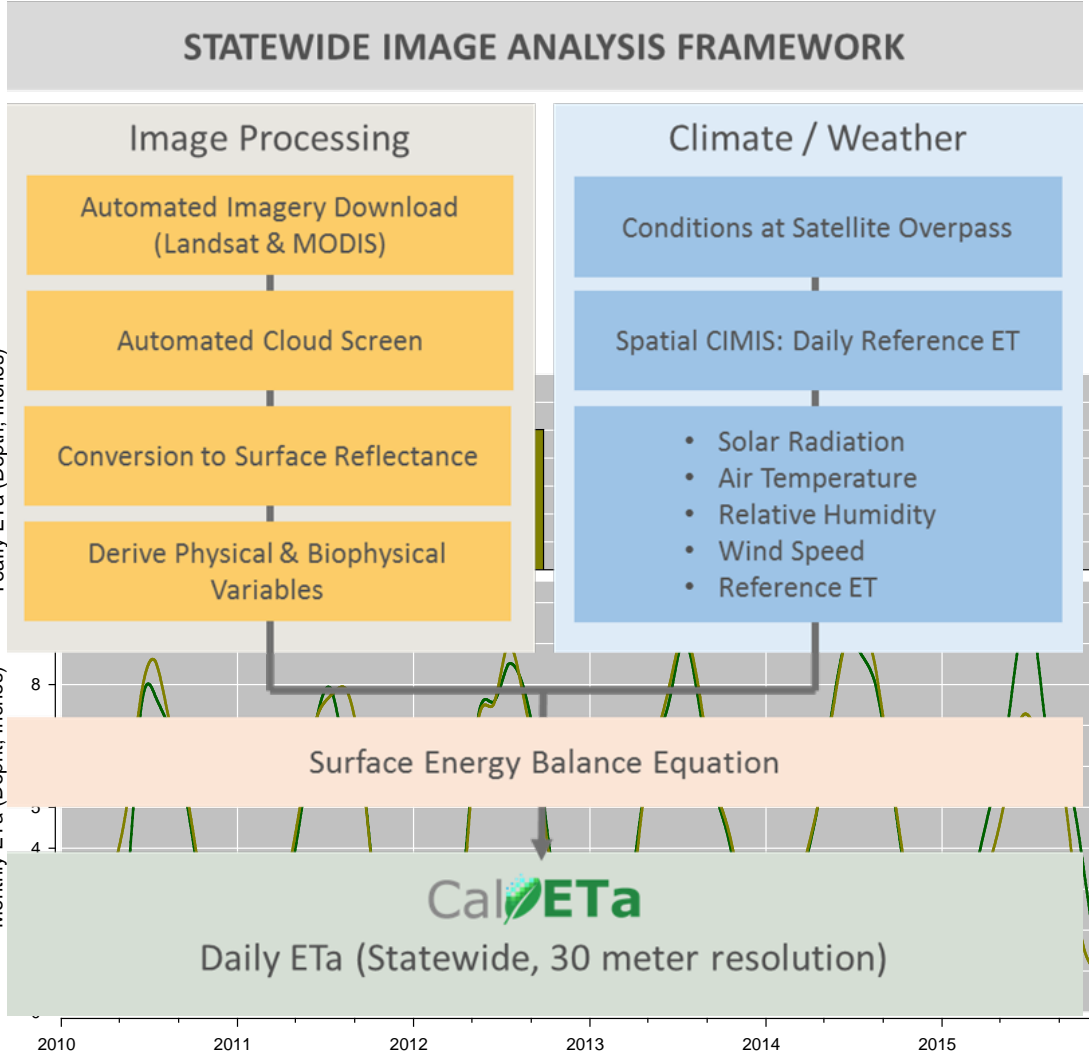 STATEWIDE IMAGE ANALYSIS FRAMEWORK
Image Processing
Automated Imagery Download
(Landsat & MODIS)
Automated Cloud Screen
Conversion to Surface Reflectance
Derive Physical & Biophysical
Variables
Climate / Weather
Conditions at Satellite Overpass
Spatial CIMIS: Daily Reference ET
• Solar Radiation
• Air Temperature
• Relative Humidity
• Wind Speed
• Reference ET
8
Surface Energy Balance Equation
4
CalETa
Daily ETa (Statewide, 30 meter resolution)
2010 2011 2012 2013 2014 2015